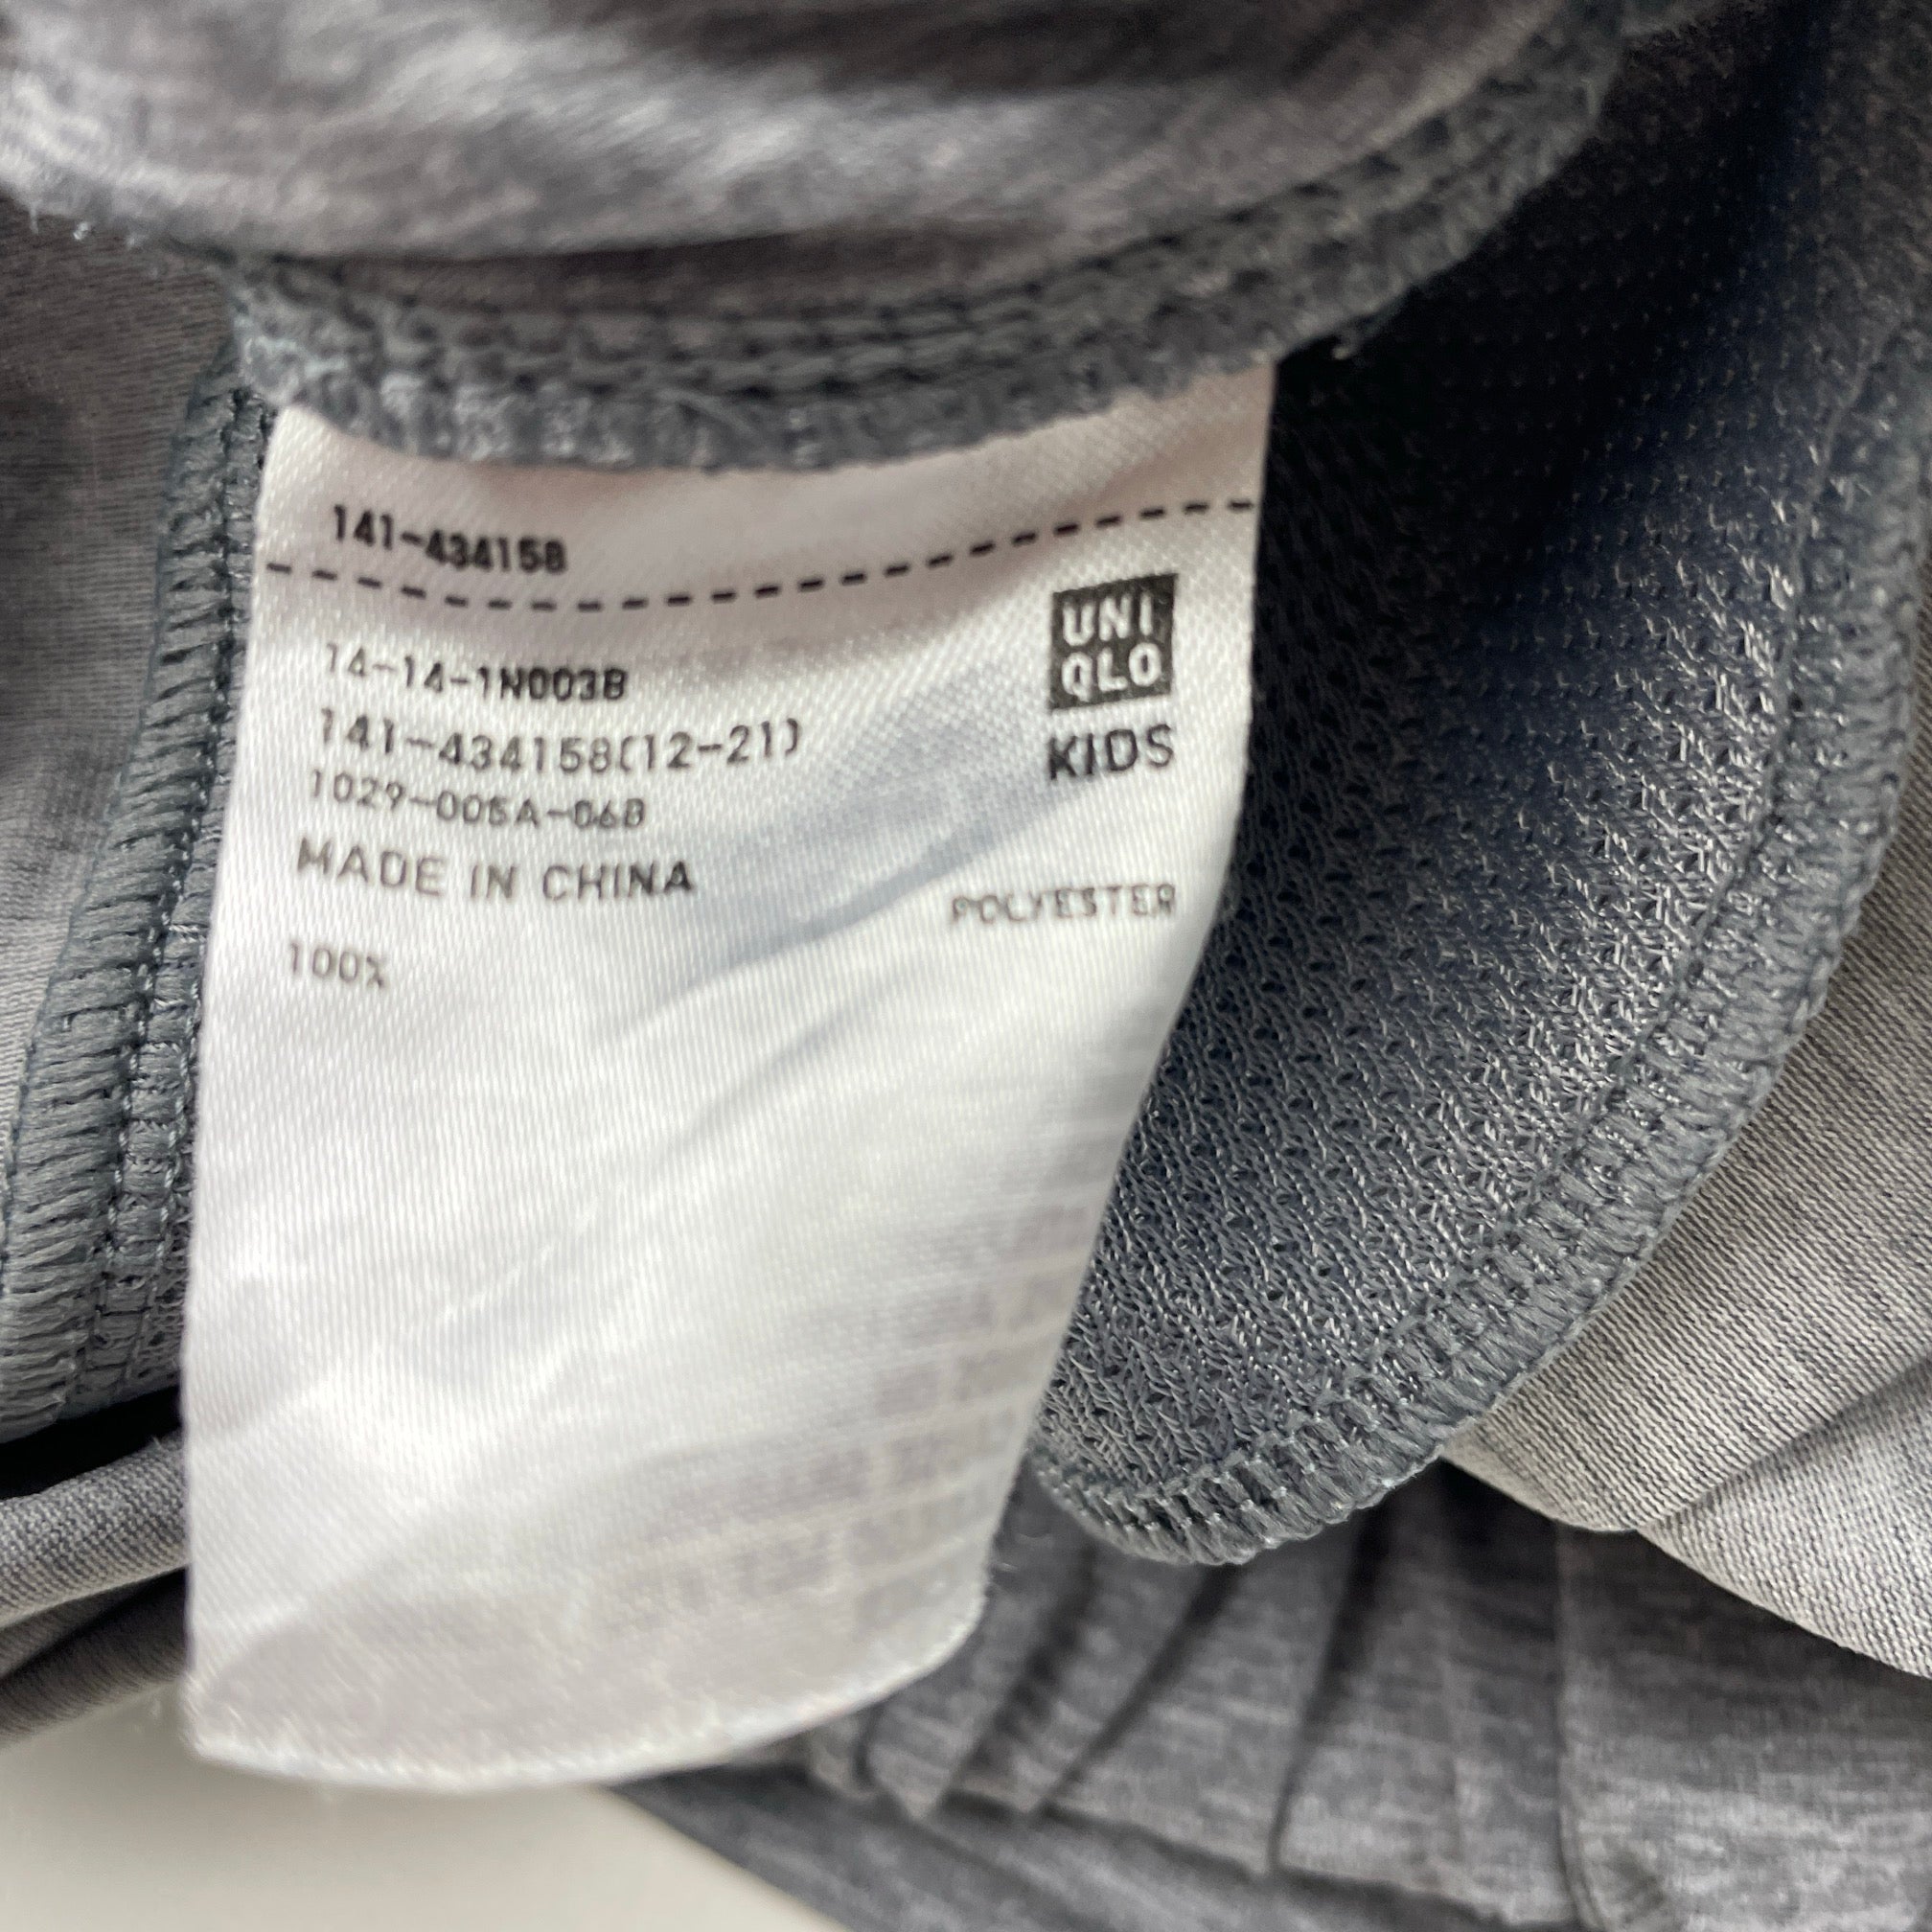 141-434158
UNI
QLO
KIDS
14-14-1N003B
141-434158(12-21)
1029-005A-06B
MADE IN CHINA
POLYESTER
100%